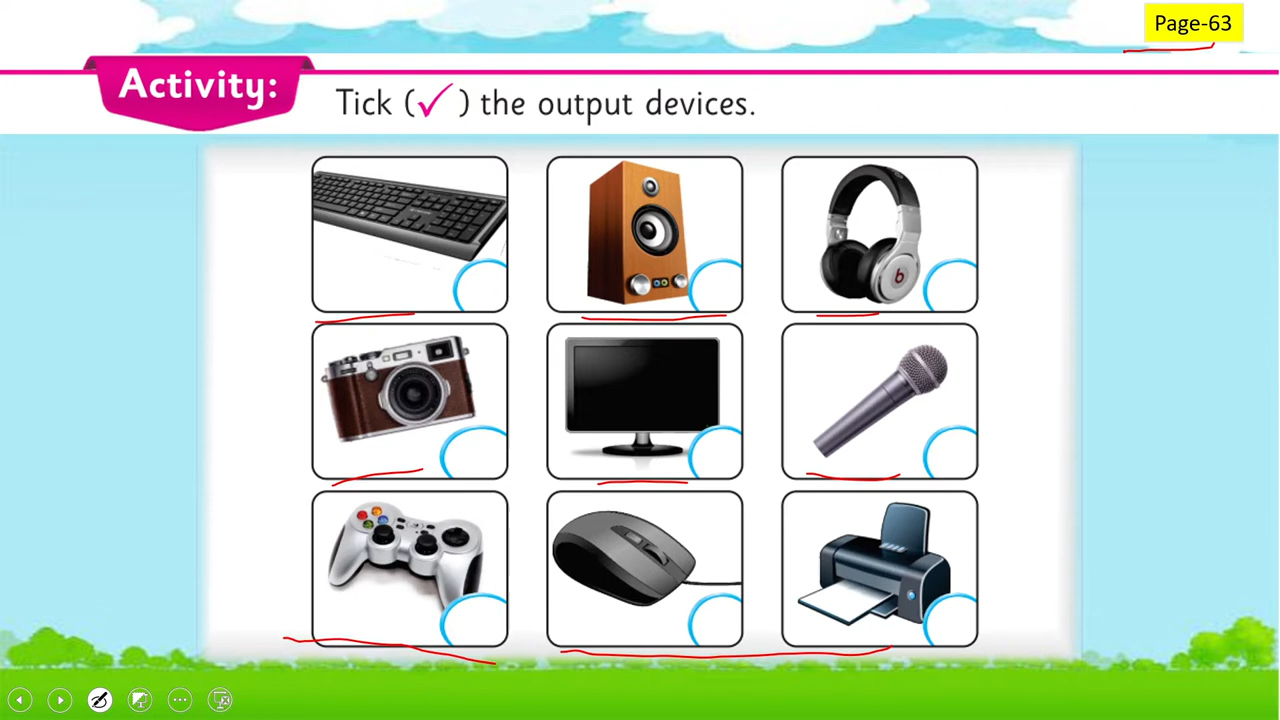 Page-63
Activity:
Tick (✓) the output devices.
b